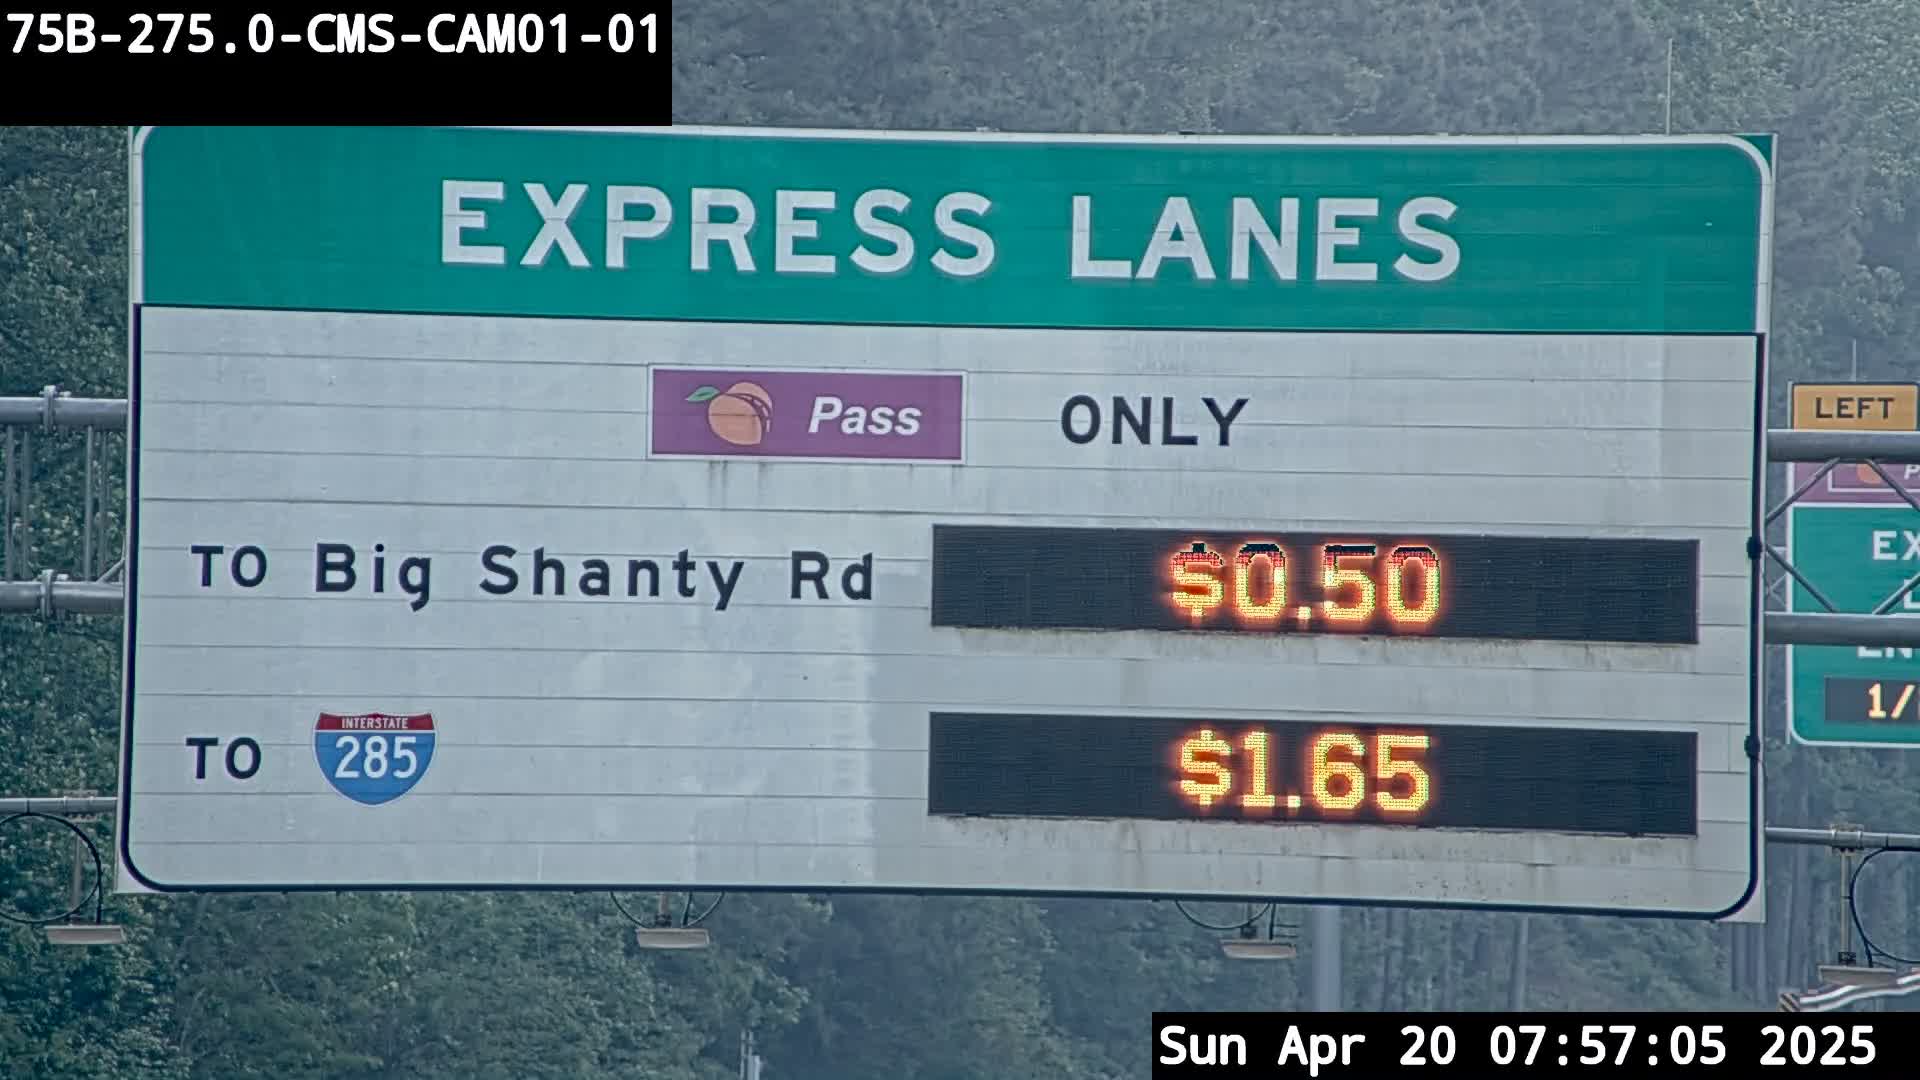 75B-275.0-CMS-CAM01-01
EXPRESS LANES
Pass ONLY
TO Big Shanty Rd $0.50
TO INTERSTATE 285 $1.65
LEFT
Sun Apr 20 07:57:05 2025